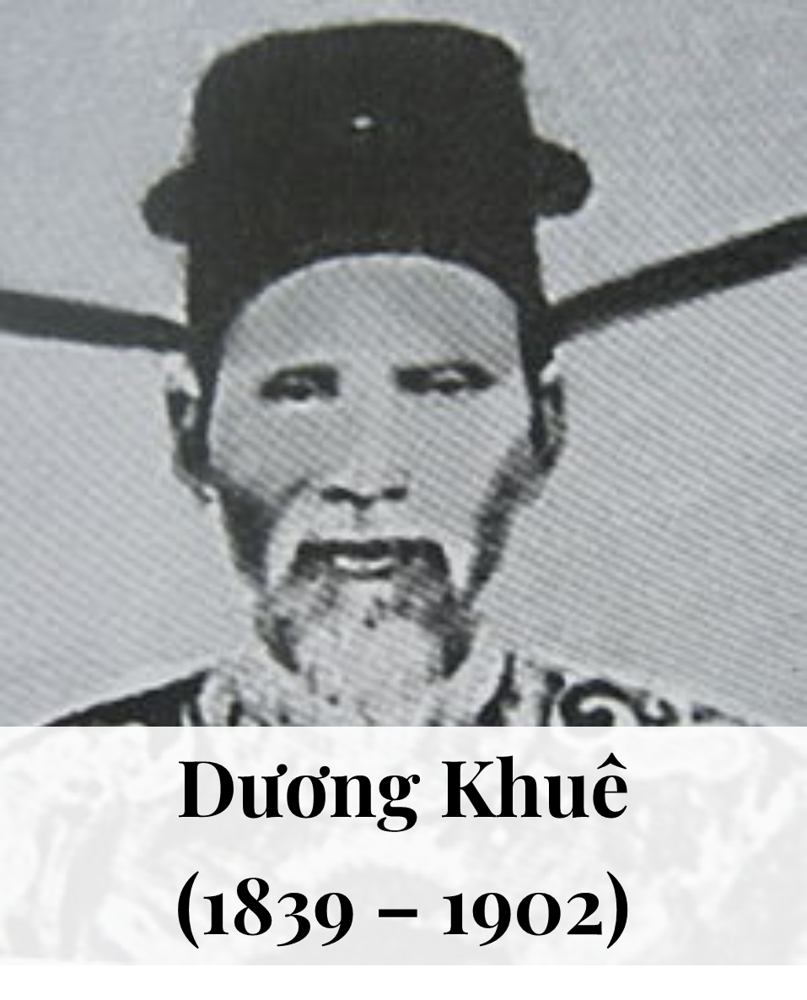 Dương Khuê
(1839 – 1902)